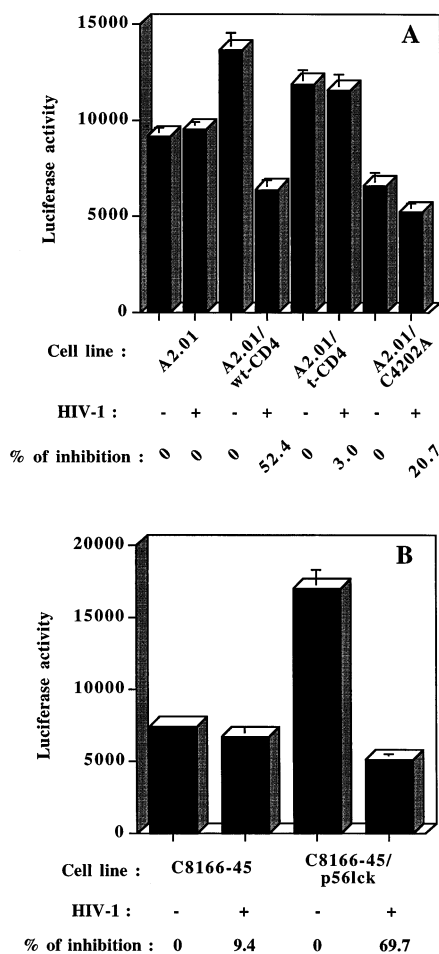 A
15000
10000
5000
0
Luciferase activity
Cell line : A2.01 A2.01/ wt-CD4 A2.01/ t-CD4 A2.01/ C4202A
HIV-1 : - + - + - + - +
% of inhibition : 0 0 0 52.4 0 3.0 0 20.7
B
20000
15000
10000
5000
0
Luciferase activity
Cell line : C8166-45 C8166-45/ p56lck
HIV-1 : - + - +
% of inhibition : 0 9.4 0 69.7